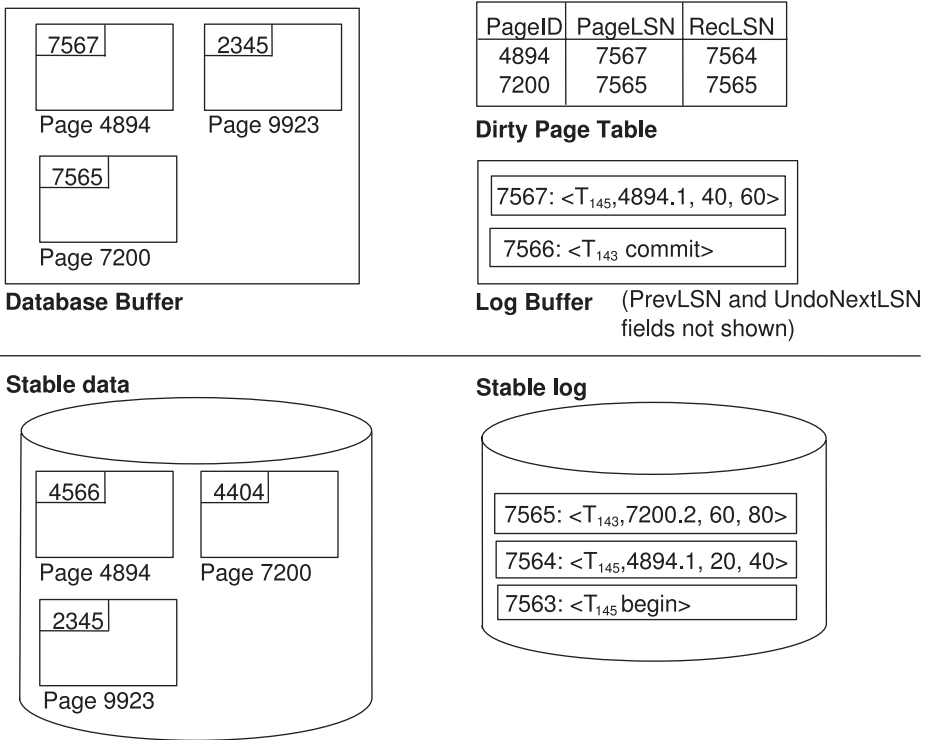 7567
2345
Page 4894
Page 9923
7565
Page 7200
Database Buffer
PageID PageLSN RecLSN
4894 7567 7564
7200 7565 7565
Dirty Page Table
7567: <T145,4894.1, 40, 60>
7566: <T143 commit>
Log Buffer (PrevLSN and UndoNextLSN
fields not shown)
Stable data
4566
4404
Page 4894
Page 7200
2345
Page 9923
Stable log
7565: <T143,7200.2, 60, 80>
7564: <T145,4894.1, 20, 40>
7563: <T145 begin>